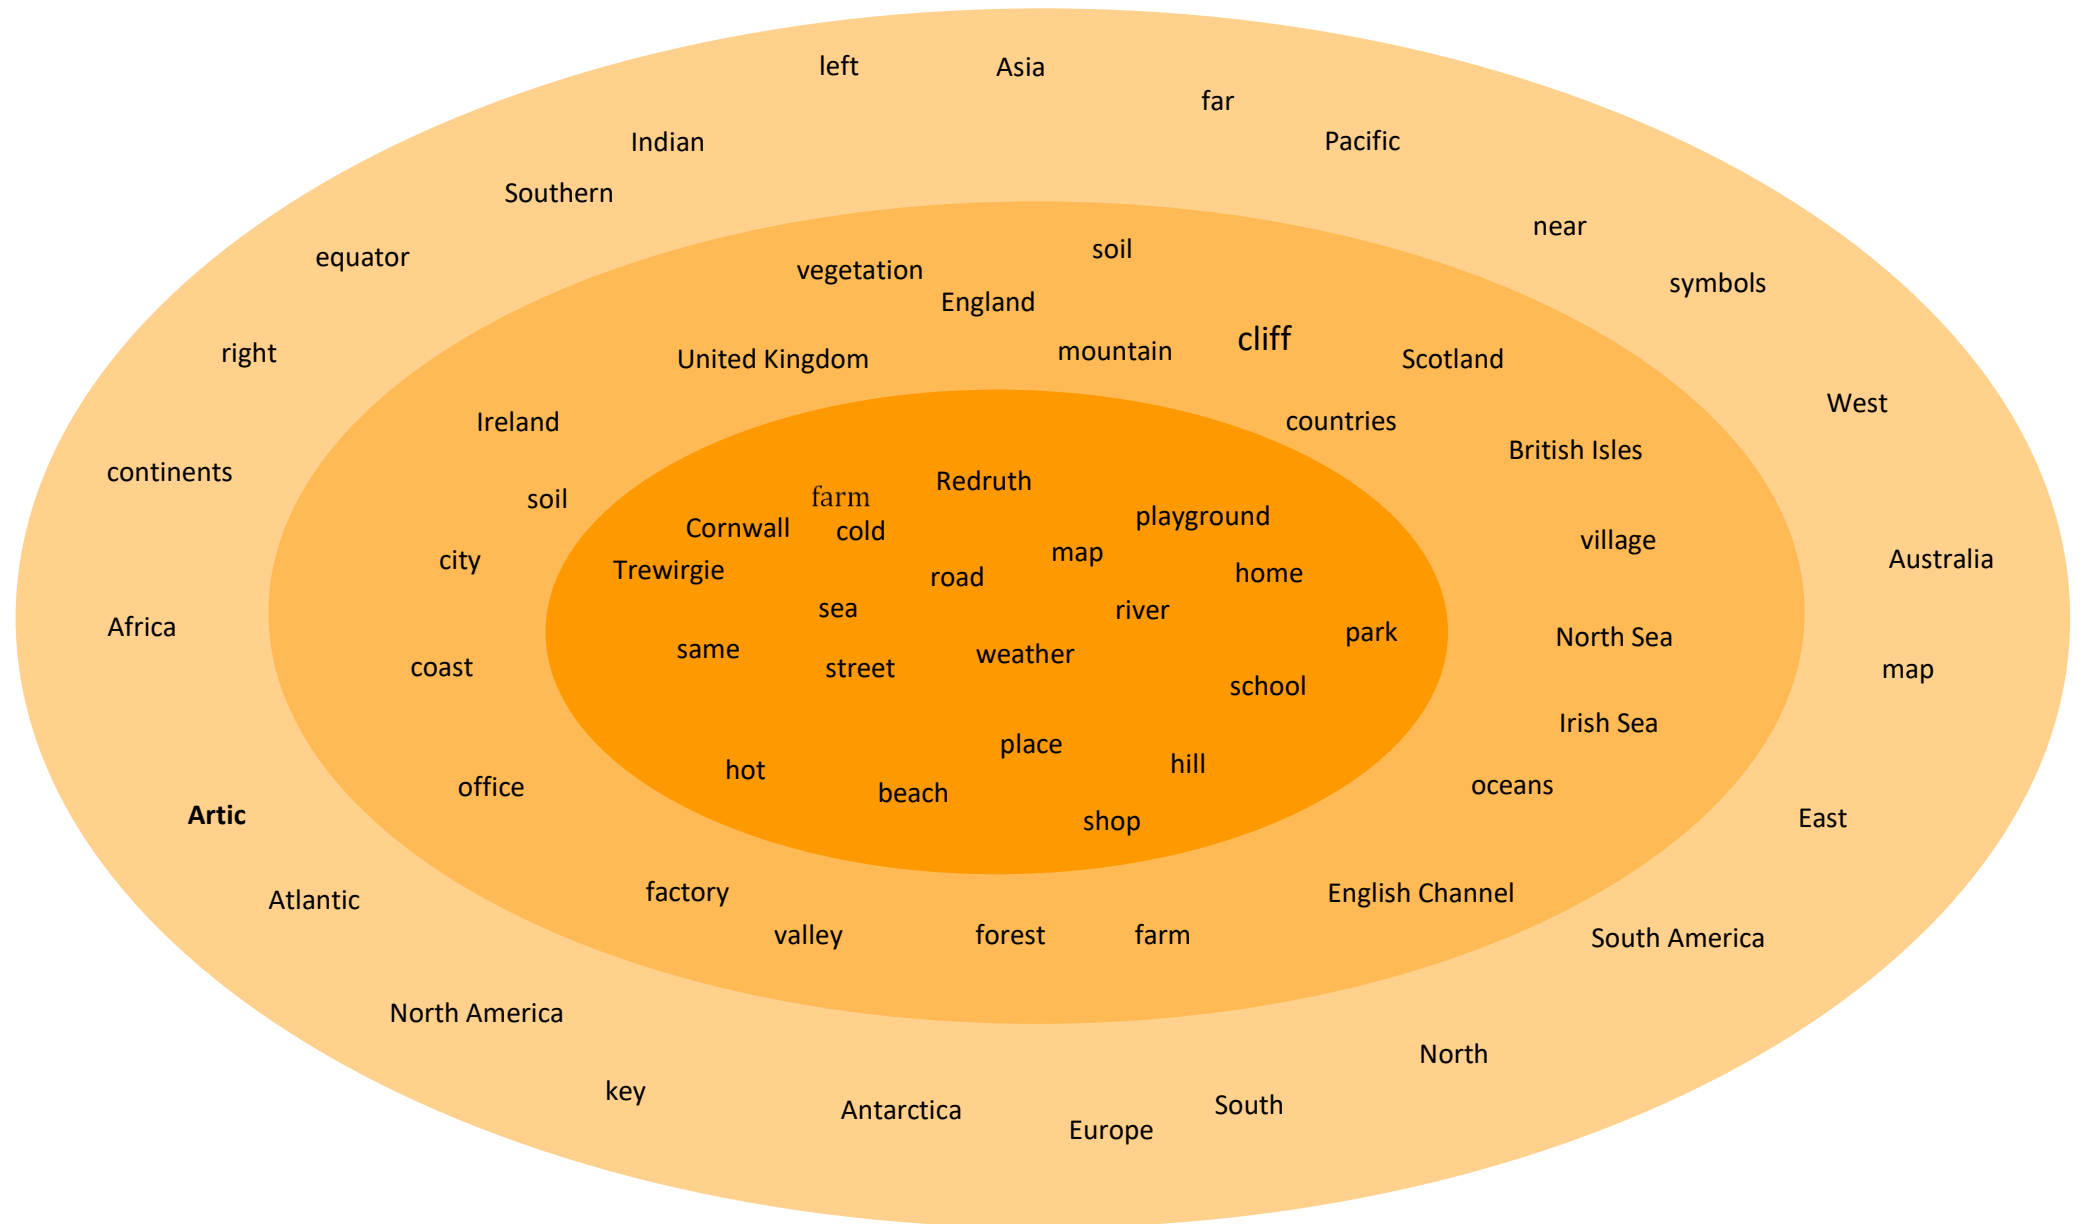 left
Asia
far
Indian
Pacific
Southern
near
equator
soil
vegetation
symbols
England
cliff
mountain
right
United Kingdom
Scotland
West
Ireland
countries
British Isles
continents
Redruth
farm
soil
playground
Cornwall
cold
village
map
city
Australia
Trewirgie
road
home
sea
river
Africa
park
North Sea
same
weather
coast
street
map
school
Irish Sea
place
hill
hot
oceans
office
beach
Artic
shop
East
factory
English Channel
Atlantic
valley
forest
farm
South America
North America
North
key
South
Antarctica
Europe